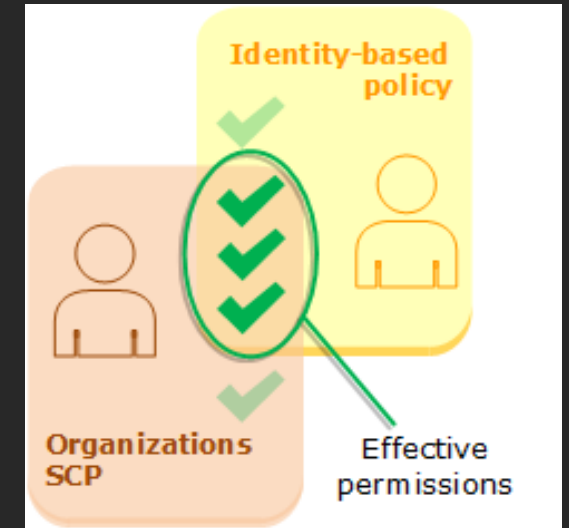 Identity-based
policy
Organizations
SCP
Effective
permissions